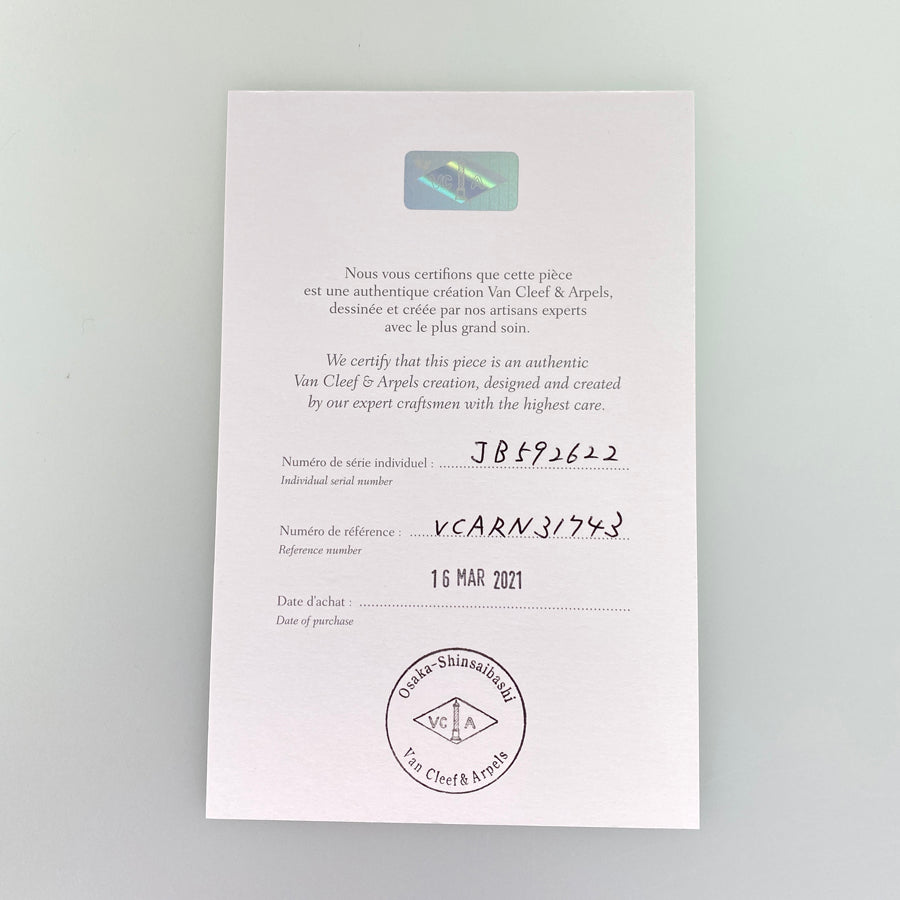 VC A
Nous vous certifions que cette pièce
est une authentique création Van Cleef & Arpels,
dessinée et créée par nos artisans experts
avec le plus grand soin.
We certify that this piece is an authentic
Van Cleef & Arpels creation, designed and created
by our expert craftsmen with the highest care.
Numéro de série individuel : JB592622
Individual serial number
Numéro de référence : VCARN31743
Reference number
16 MAR 2021
Date d'achat :
Date of purchase
Osaka-Shinsaibashi
VC A
Van Cleef & Arpels